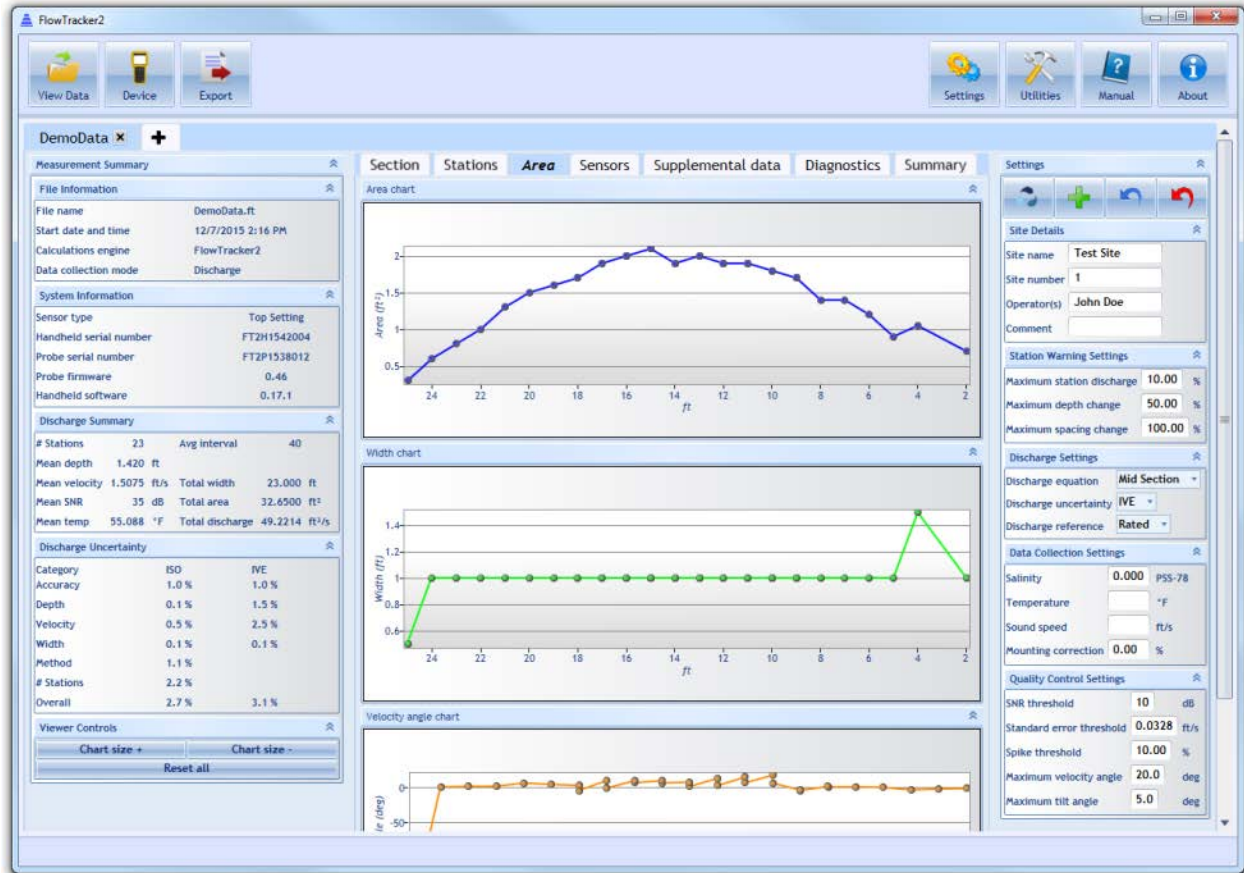 FlowTracker2
View Data Device Export Settings Utilities Manual About
DemoData
Measurement Summary
File Information
File name DemoData.ft
Start date and time 12/7/2015 2:16 PM
Calculations engine FlowTracker2
Data collection mode Discharge
System Information
Sensor type Top Setting
Handheld serial number FT2H1542004
Probe serial number FT2P1538012
Probe firmware 0.46
Handheld software 0.17.1
Discharge Summary
# Stations 23 Avg interval 40
Mean depth 1.420 ft
Mean velocity 1.5075 ft/s Total width 23.000 ft
Mean SNR 35 dB Total area 32.6500 ft²
Mean temp 55.088 °F Total discharge 49.2214 ft³/s
Discharge Uncertainty
Category ISO IVE
Accuracy 1.0 % 1.0 %
Depth 0.1 % 1.5 %
Velocity 0.5 % 2.5 %
Width 0.1 % 0.1 %
Method 1.1 %
# Stations 2.2 %
Overall 2.7 % 3.1 %
Viewer Controls
Chart size + Chart size -
Reset all
Section Stations Area Sensors Supplemental data Diagnostics Summary
Area chart
Area (ft²)
2
1.5
1
0.5
24 22 20 18 16 14 12 10 8 6 4 2
ft
Width chart
Width (ft)
1.4
1.2
1
0.8
0.6
24 22 20 18 16 14 12 10 8 6 4 2
ft
Velocity angle chart
le (deg)
0
-50
Settings
Site Details
Site name Test Site
Site number 1
Operator(s) John Doe
Comment
Station Warning Settings
Maximum station discharge 10.00 %
Maximum depth change 50.00 %
Maximum spacing change 100.00 %
Discharge Settings
Discharge equation Mid Section
Discharge uncertainty IVE
Discharge reference Rated
Data Collection Settings
Salinity 0.000 PSS-78
Temperature °F
Sound speed ft/s
Mounting correction 0.00 %
Quality Control Settings
SNR threshold 10 dB
Standard error threshold 0.0328 ft/s
Spike threshold 10.00 %
Maximum velocity angle 20.0 deg
Maximum tilt angle 5.0 deg